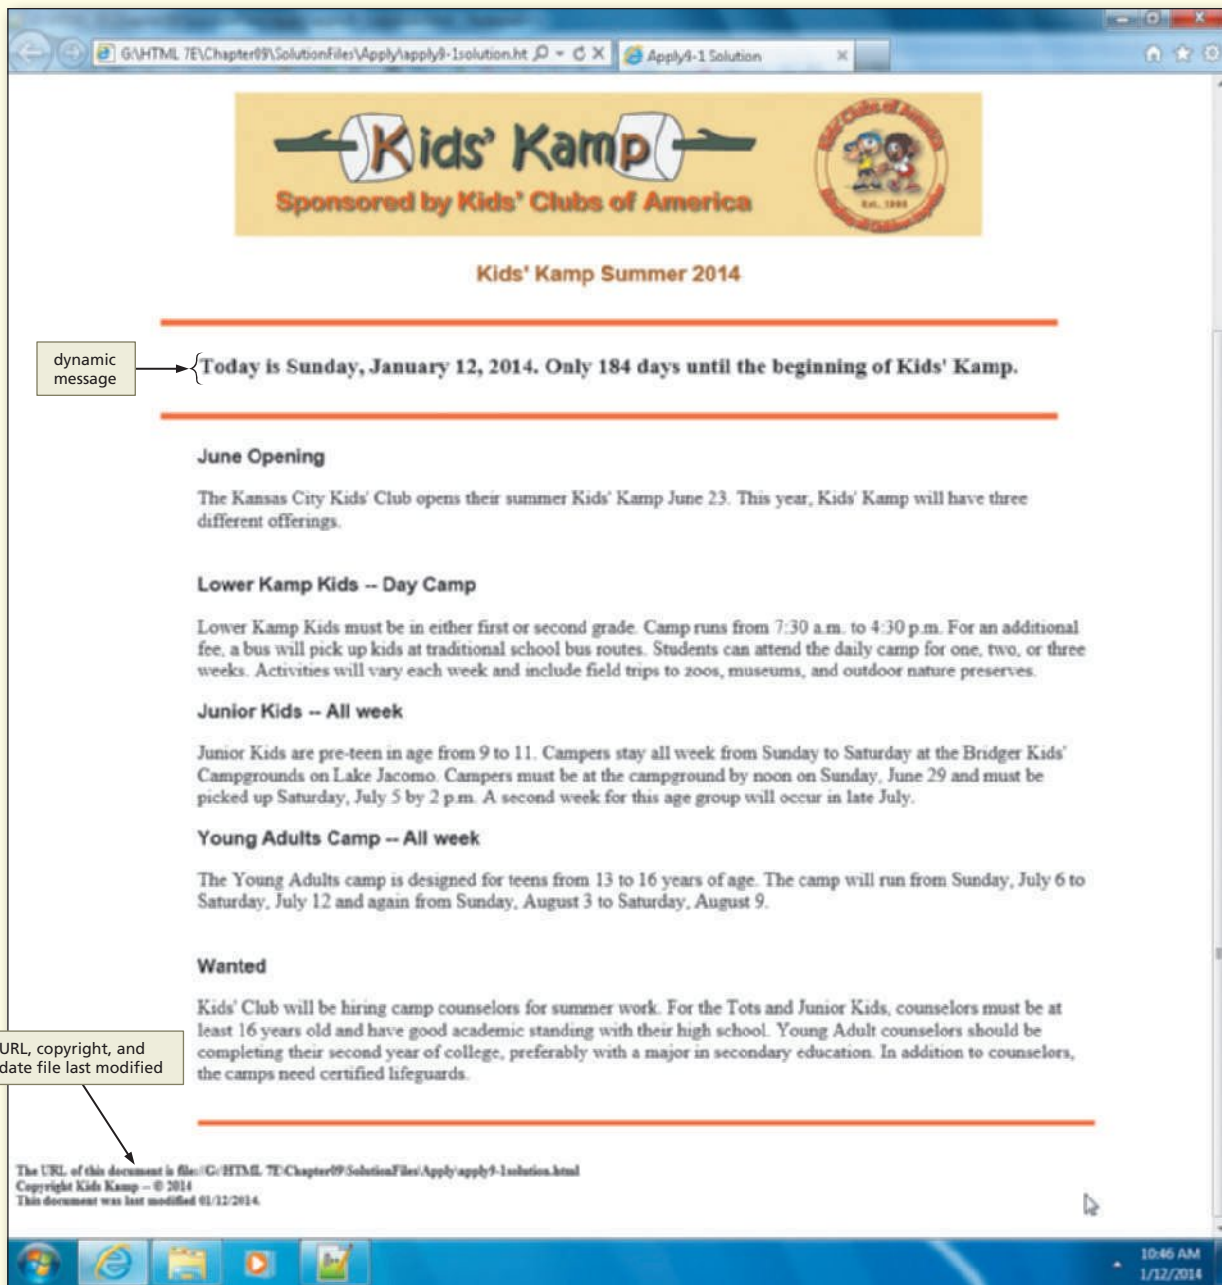 G:\HTML 7E\Chapter09\SolutionFiles\Apply\apply9-1solution.ht
Apply9-1 Solution
Kids' Kamp
Sponsored by Kids' Clubs of America
Kids' Clubs of America
Est. 1998
Kids' Kamp Summer 2014
dynamic
message
Today is Sunday, January 12, 2014. Only 184 days until the beginning of Kids' Kamp.
June Opening
The Kansas City Kids' Club opens their summer Kids' Kamp June 23. This year, Kids' Kamp will have three
different offerings.
Lower Kamp Kids -- Day Camp
Lower Kamp Kids must be in either first or second grade. Camp runs from 7:30 a.m. to 4:30 p.m. For an additional
fee, a bus will pick up kids at traditional school bus routes. Students can attend the daily camp for one, two, or three
weeks. Activities will vary each week and include field trips to zoos, museums, and outdoor nature preserves.
Junior Kids -- All week
Junior Kids are pre-teen in age from 9 to 11. Campers stay all week from Sunday to Saturday at the Bridger Kids'
Campgrounds on Lake Jacomo. Campers must be at the campground by noon on Sunday, June 29 and must be
picked up Saturday, July 5 by 2 p.m. A second week for this age group will occur in late July.
Young Adults Camp -- All week
The Young Adults camp is designed for teens from 13 to 16 years of age. The camp will run from Sunday, July 6 to
Saturday, July 12 and again from Sunday, August 3 to Saturday, August 9.
Wanted
Kids' Club will be hiring camp counselors for summer work. For the Tots and Junior Kids, counselors must be at
least 16 years old and have good academic standing with their high school. Young Adult counselors should be
completing their second year of college, preferably with a major in secondary education. In addition to counselors,
the camps need certified lifeguards.
URL, copyright, and
date file last modified
The URL of this document is file://G:/HTML 7E/Chapter09/SolutionFiles/Apply/apply9-1solution.html
Copyright Kids Kamp -- © 2014
This document was last modified 01/12/2014.
10:46 AM
1/12/2014